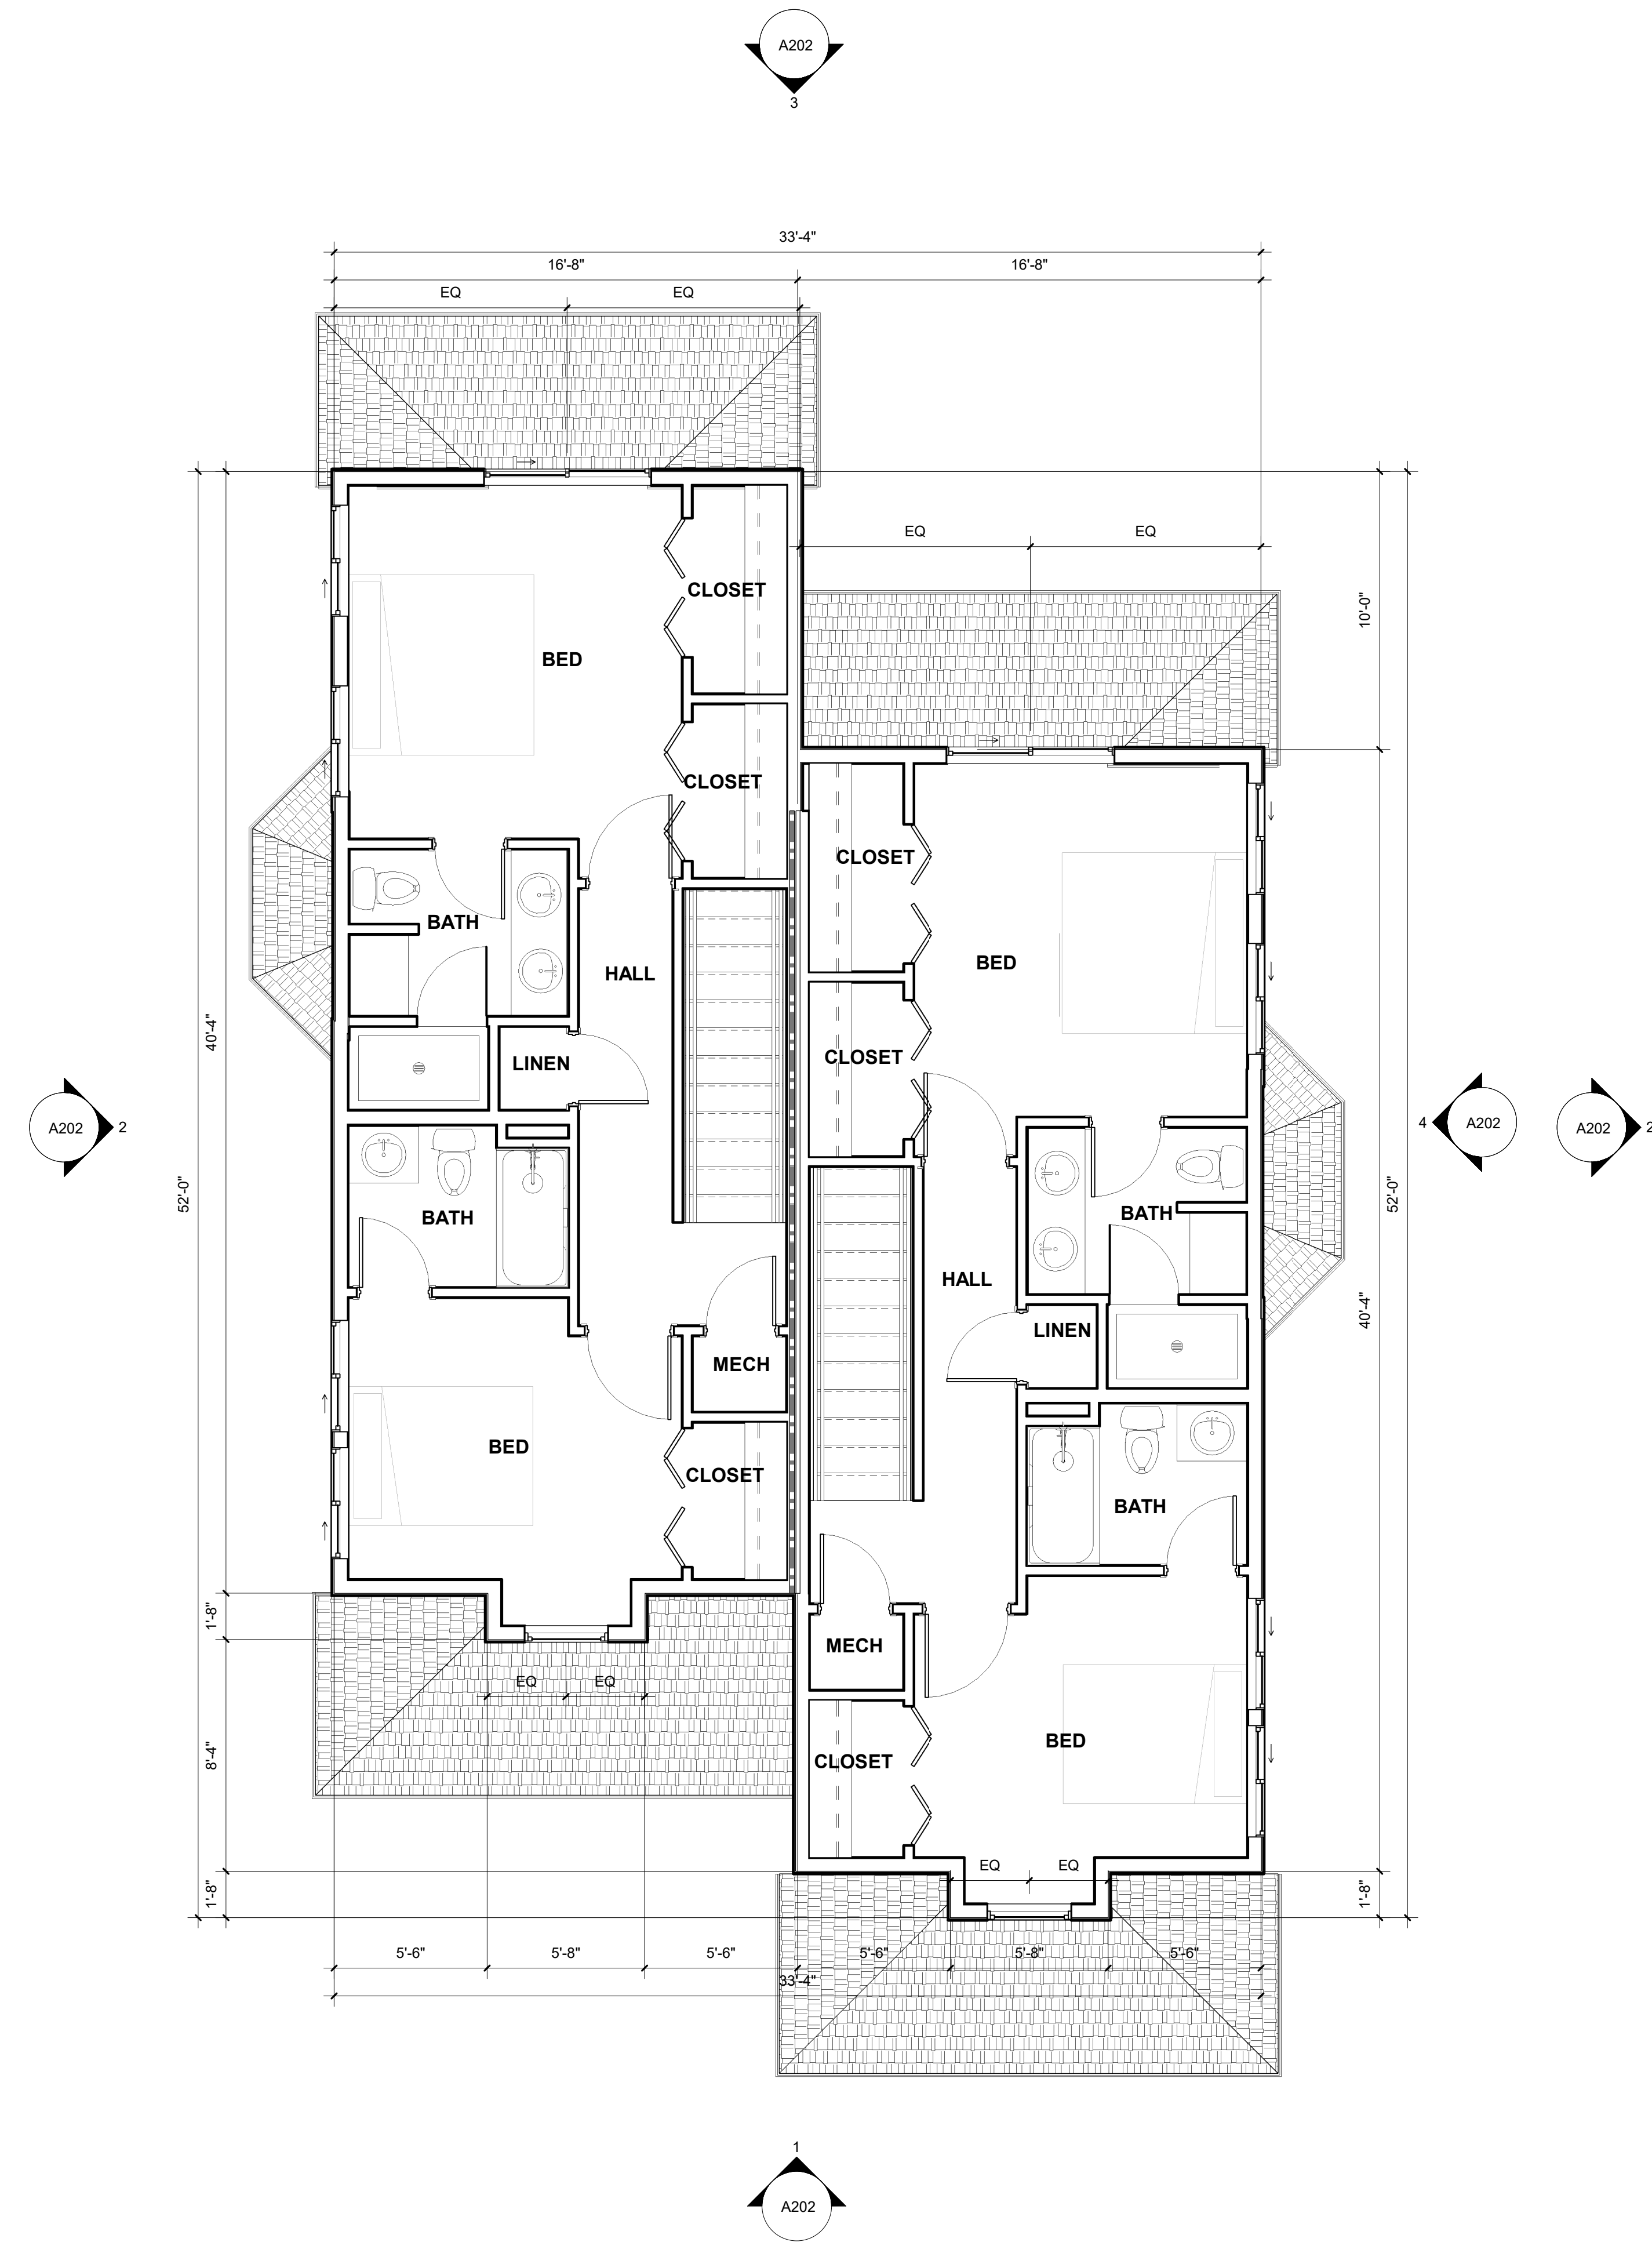 A202
3
33'-4"
16'-8"
16'-8"
EQ
EQ
EQ
EQ
CLOSET
10'-0"
BED
CLOSET
CLOSET
BATH
BED
HALL
40'-4"
CLOSET
LINEN
A202
2
4
A202
A202
2
52'-0"
52'-0"
BATH
BATH
HALL
40'-4"
LINEN
MECH
BED
CLOSET
BATH
1'-8"
MECH
EQ
EQ
BED
8'-4"
CLOSET
EQ
EQ
1'-8"
1'-8"
5'-6"
5'-8"
5'-6"
5'-6"
5'-8"
5'-6"
33'-4"
1
A202